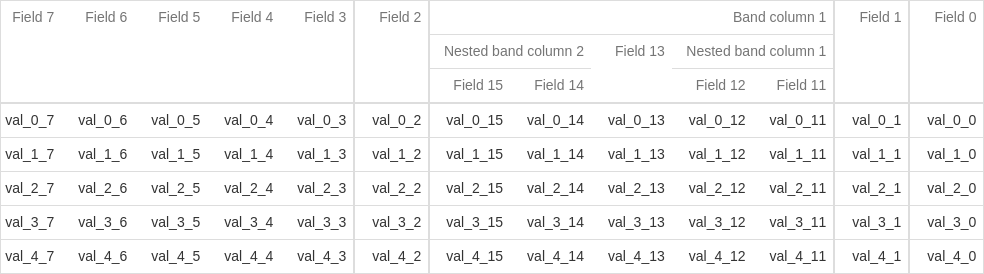 Field 7 Field 6 Field 5 Field 4 Field 3 Field 2 Band column 1 Field 1 Field 0
Nested band column 2 Field 13 Nested band column 1
Field 15 Field 14 Field 12 Field 11
val_0_7 val_0_6 val_0_5 val_0_4 val_0_3 val_0_2 val_0_15 val_0_14 val_0_13 val_0_12 val_0_11 val_0_1 val_0_0
val_1_7 val_1_6 val_1_5 val_1_4 val_1_3 val_1_2 val_1_15 val_1_14 val_1_13 val_1_12 val_1_11 val_1_1 val_1_0
val_2_7 val_2_6 val_2_5 val_2_4 val_2_3 val_2_2 val_2_15 val_2_14 val_2_13 val_2_12 val_2_11 val_2_1 val_2_0
val_3_7 val_3_6 val_3_5 val_3_4 val_3_3 val_3_2 val_3_15 val_3_14 val_3_13 val_3_12 val_3_11 val_3_1 val_3_0
val_4_7 val_4_6 val_4_5 val_4_4 val_4_3 val_4_2 val_4_15 val_4_14 val_4_13 val_4_12 val_4_11 val_4_1 val_4_0